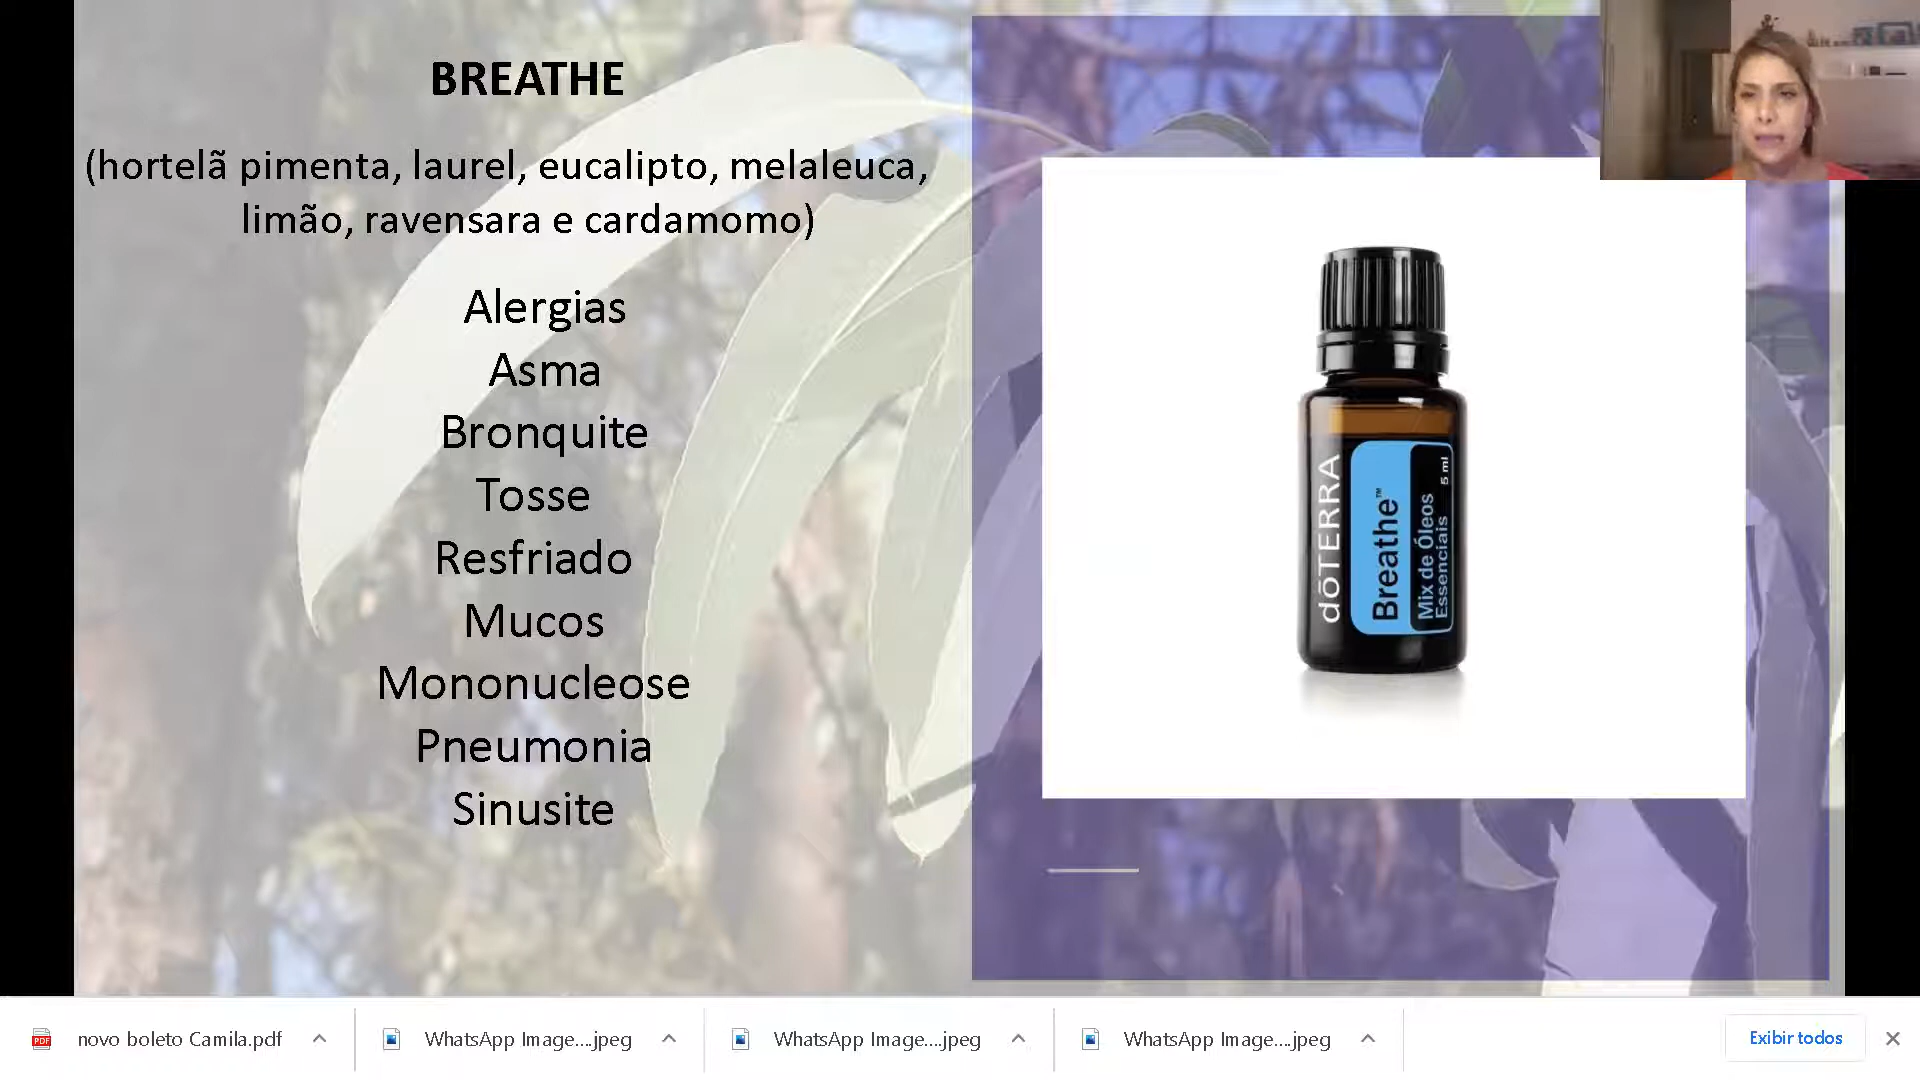 BREATHE
(hortelã pimenta, laurel, eucalipto, melaleuca,
limão, ravensara e cardamomo)
Alergias
Asma
Bronquite
Tosse
Resfriado
Mucos
Mononucleose
Pneumonia
Sinusite
dōTERRA
Breathe™
Mix de Óleos
Essenciais 5 ml
novo boleto Camila.pdf
WhatsApp Image....jpeg
WhatsApp Image....jpeg
WhatsApp Image....jpeg
Exibir todos
PDF